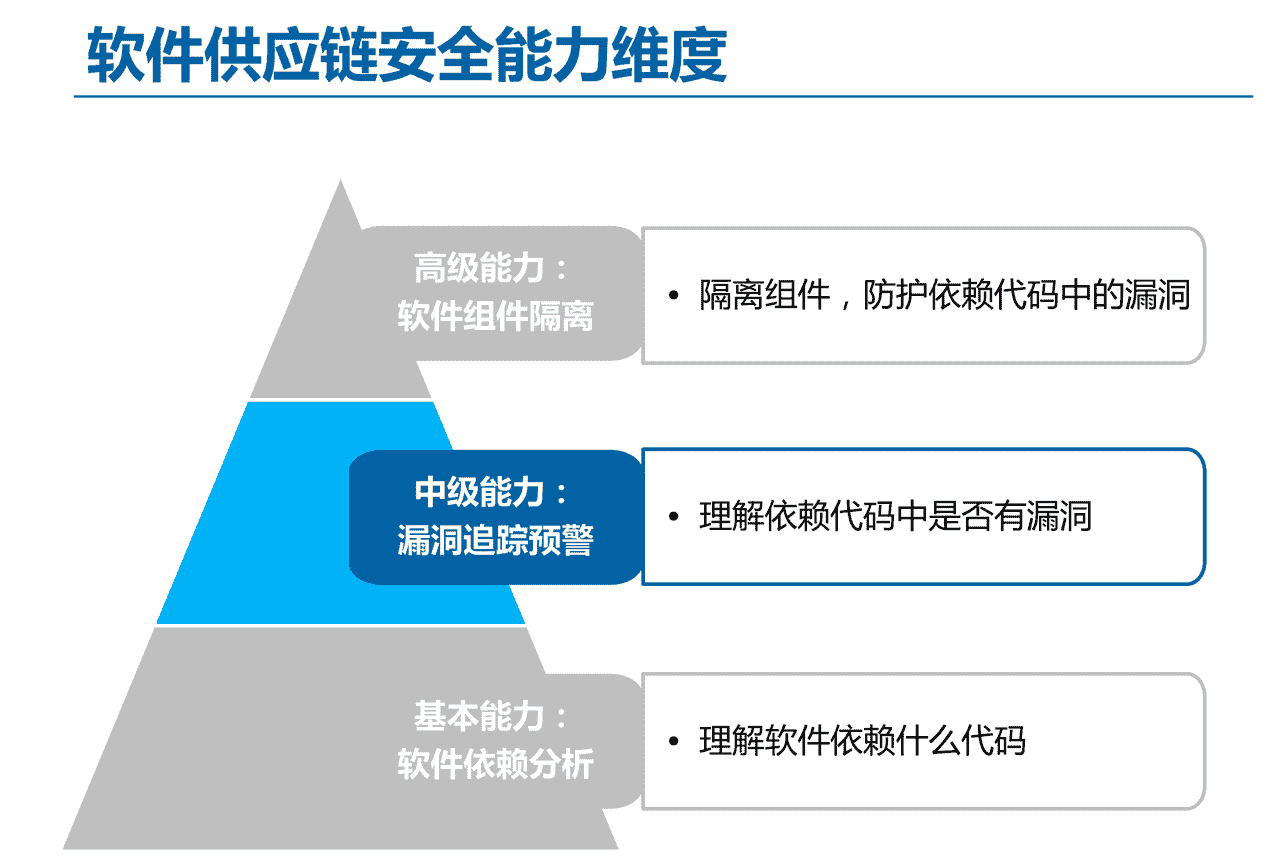 软件供应链安全能力维度
高级能力：
软件组件隔离
• 隔离组件，防护依赖代码中的漏洞
中级能力：
漏洞追踪预警
• 理解依赖代码中是否有漏洞
基本能力：
软件依赖分析
• 理解软件依赖什么代码